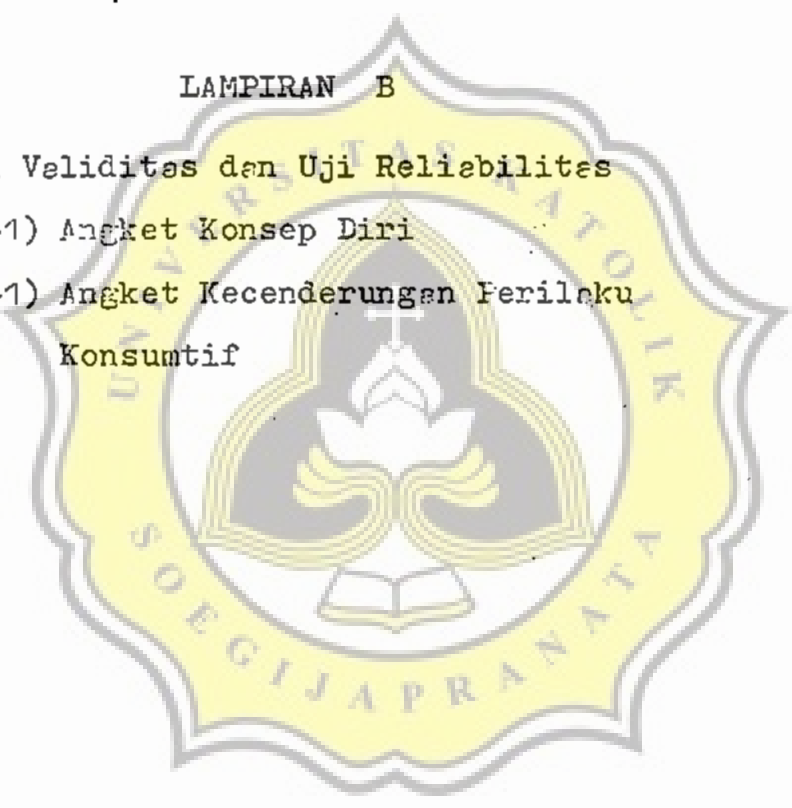 LAMPIRAN B
Validitas dan Uji Reliabilitas
-1) Angket Konsep Diri
-1) Angket Kecenderungan Perilaku
Konsumtif
UNIVERSITAS KATOLIK
SOEGIJAPRANATA